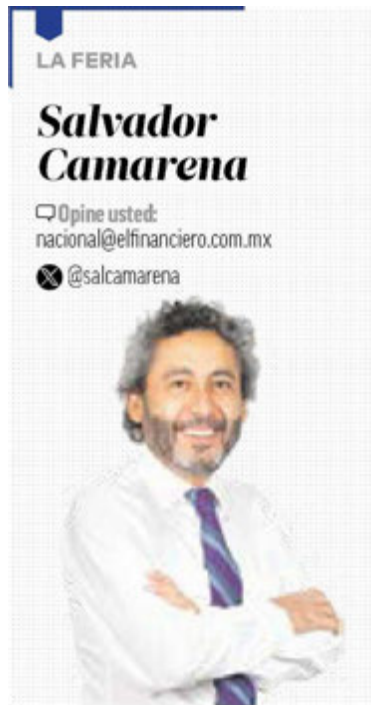 LA FERIA
Salvador
Camarena
Opine usted:
nacional@elfinanciero.com.mx
@salcamarena